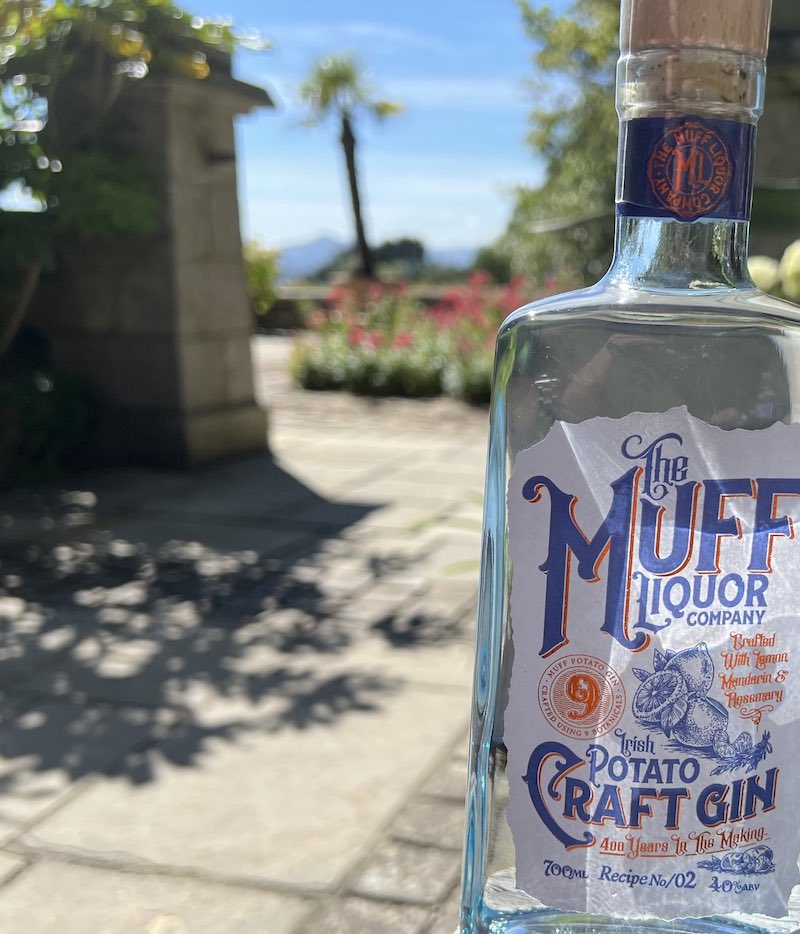 THE MUFF LIQUOR COMPANY
ML
The
MUFF
LIQUOR
COMPANY
Crafted
With Lemon
Mandarin &
Rosemary
MUFF POTATO GIN
9
CRAFTED USING 9 BOTANICALS
Irish
POTATO
CRAFT GIN
400 Years In The Making
700ML Recipe No/02 40%ABV